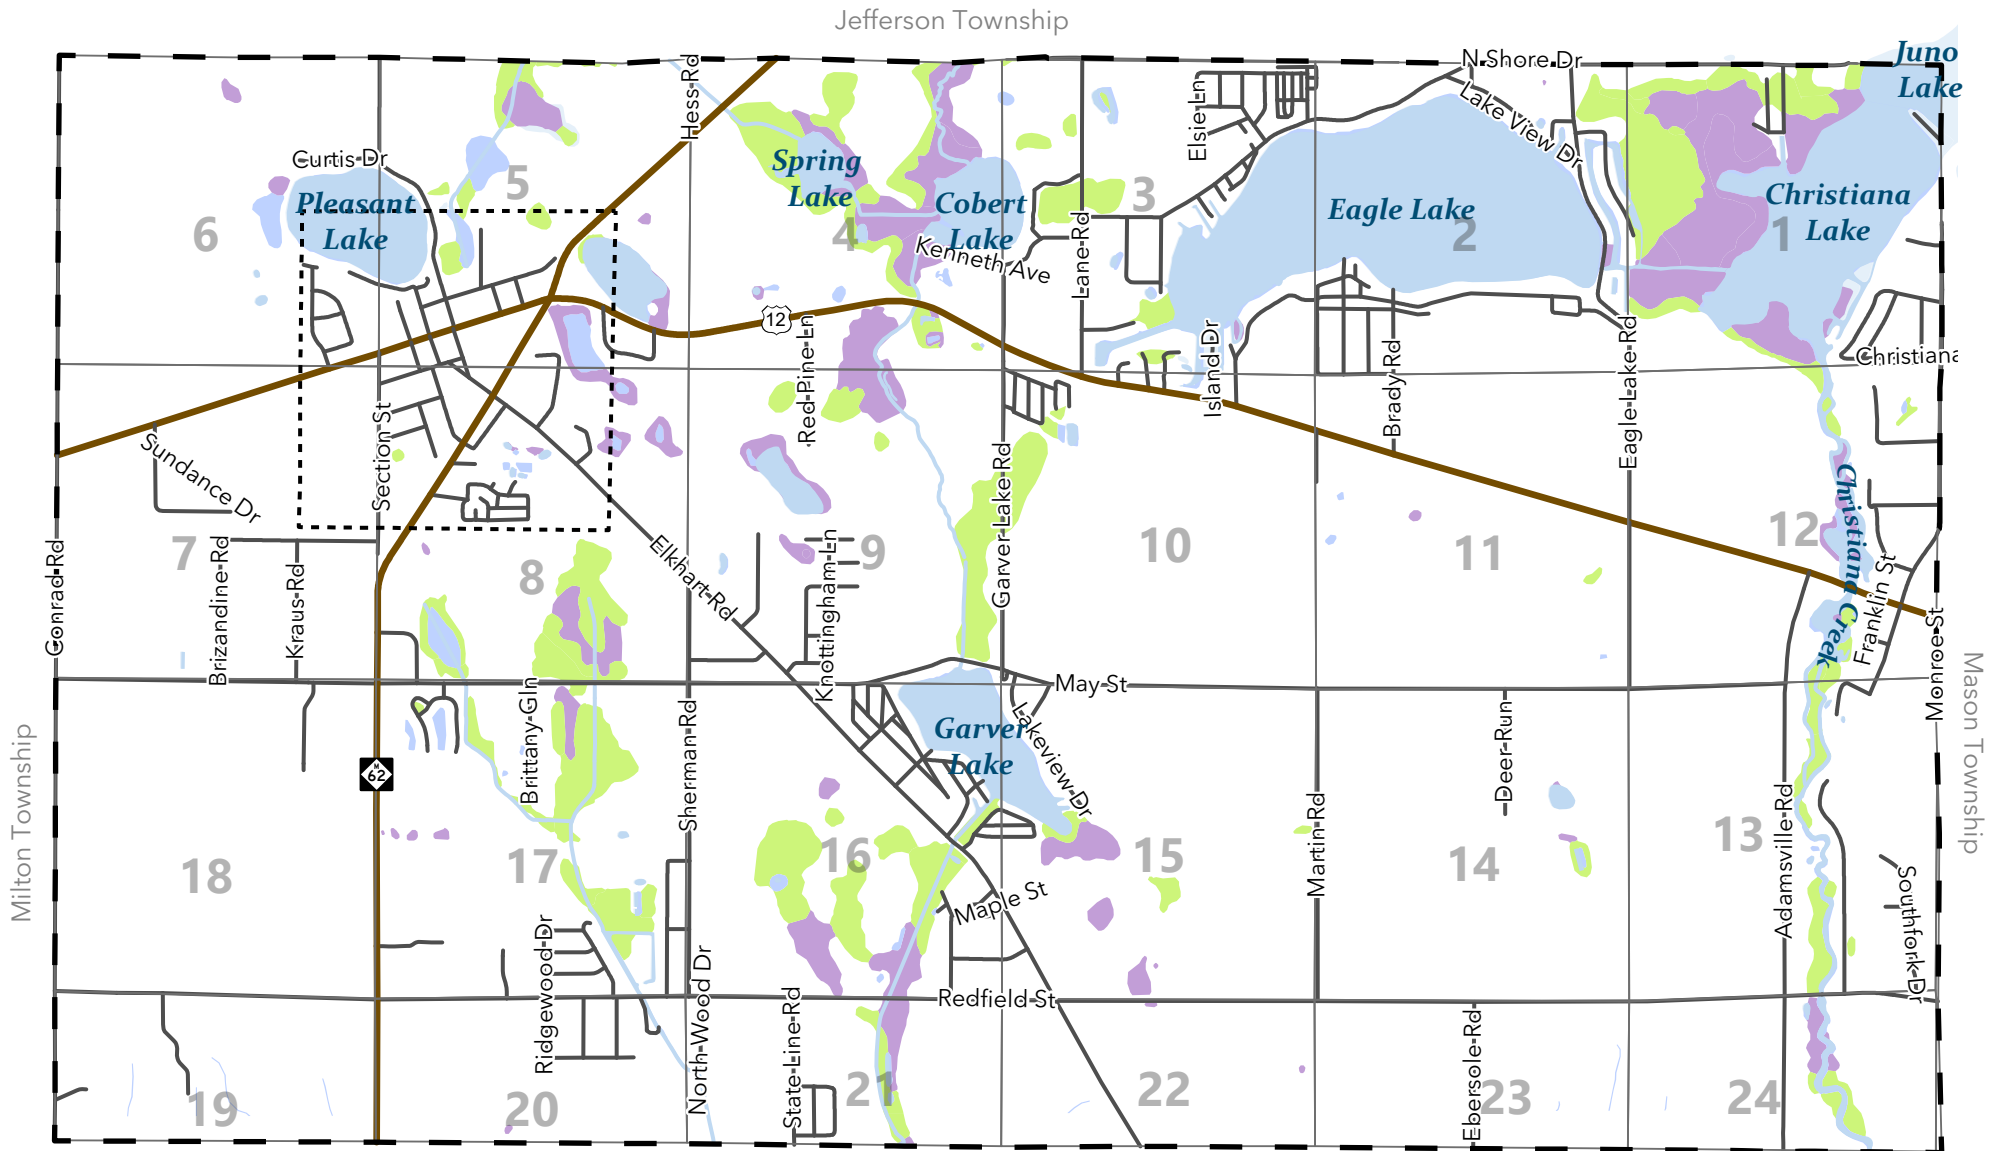 Jefferson Township
Juno
Lake
N Shore Dr
Hess Rd
Elsie Ln
Lake View Dr
Curtis Dr
Spring
Lake
5
3
Pleasant
Lake
Cobert
Lake
Eagle Lake
Christiana
Lake
6
4
2
1
Kenneth Ave
Lane Rd
12
Red Pine Ln
Island Dr
Brady Rd
Eagle Lake Rd
Christiana
Sundance Dr
Section St
Garver Lake Rd
Christiana Creek
7
8
9
10
11
12
Conrad Rd
Brizandine Rd
Kraus Rd
Elkhart Rd
Knottingham Ln
Franklin St
Monroe St
May St
Brittany Gln
Sherman Rd
Garver
Lake
Lakeview Dr
Deer Run
M
62
Martin Rd
Adamsville Rd
Milton Township
Mason Township
18
17
16
15
14
13
Maple St
Southfork Dr
Ridgewood Dr
North Wood Dr
State Line Rd
Redfield St
Ebersole Rd
19
20
21
22
23
24